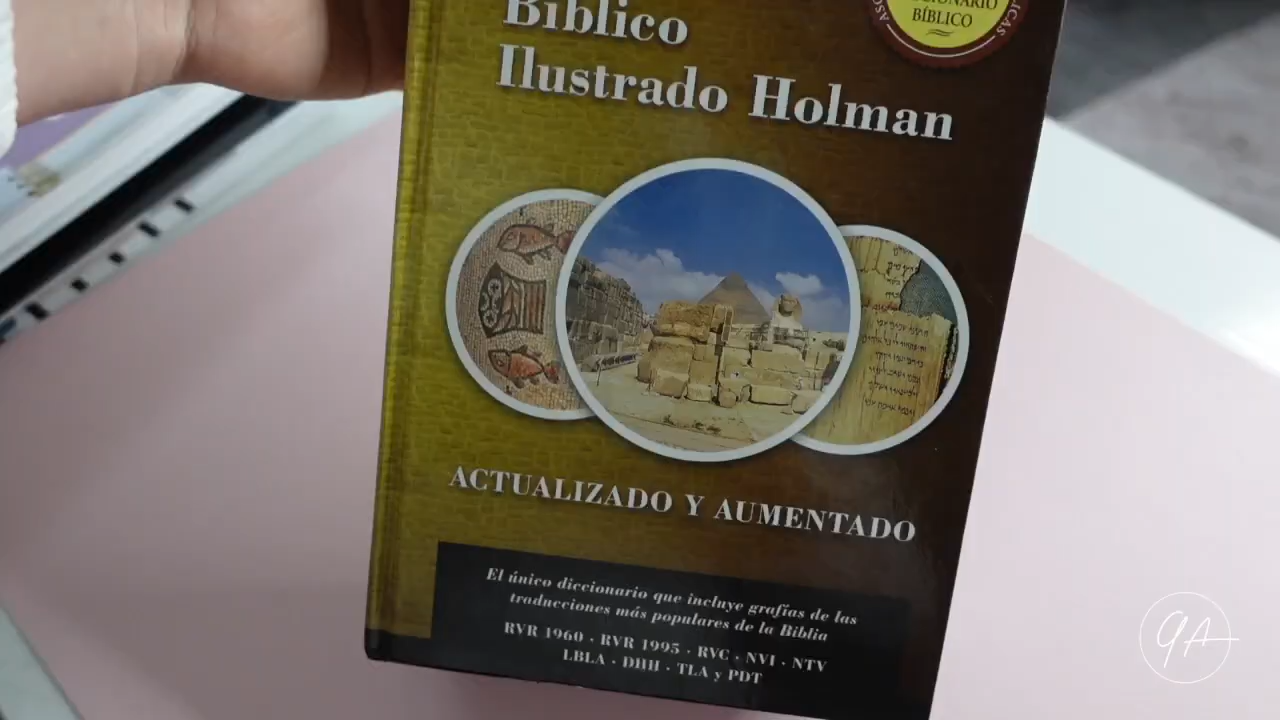 Bíblico
Ilustrado Holman
BÍBLICO
ACTUALIZADO Y AUMENTADO
El único diccionario que incluye grafías de las
traducciones más populares de la Biblia
RVR 1960 · RVR 1995 · RVC · NVI · NTV
LBLA · DHH · TLA y PDT